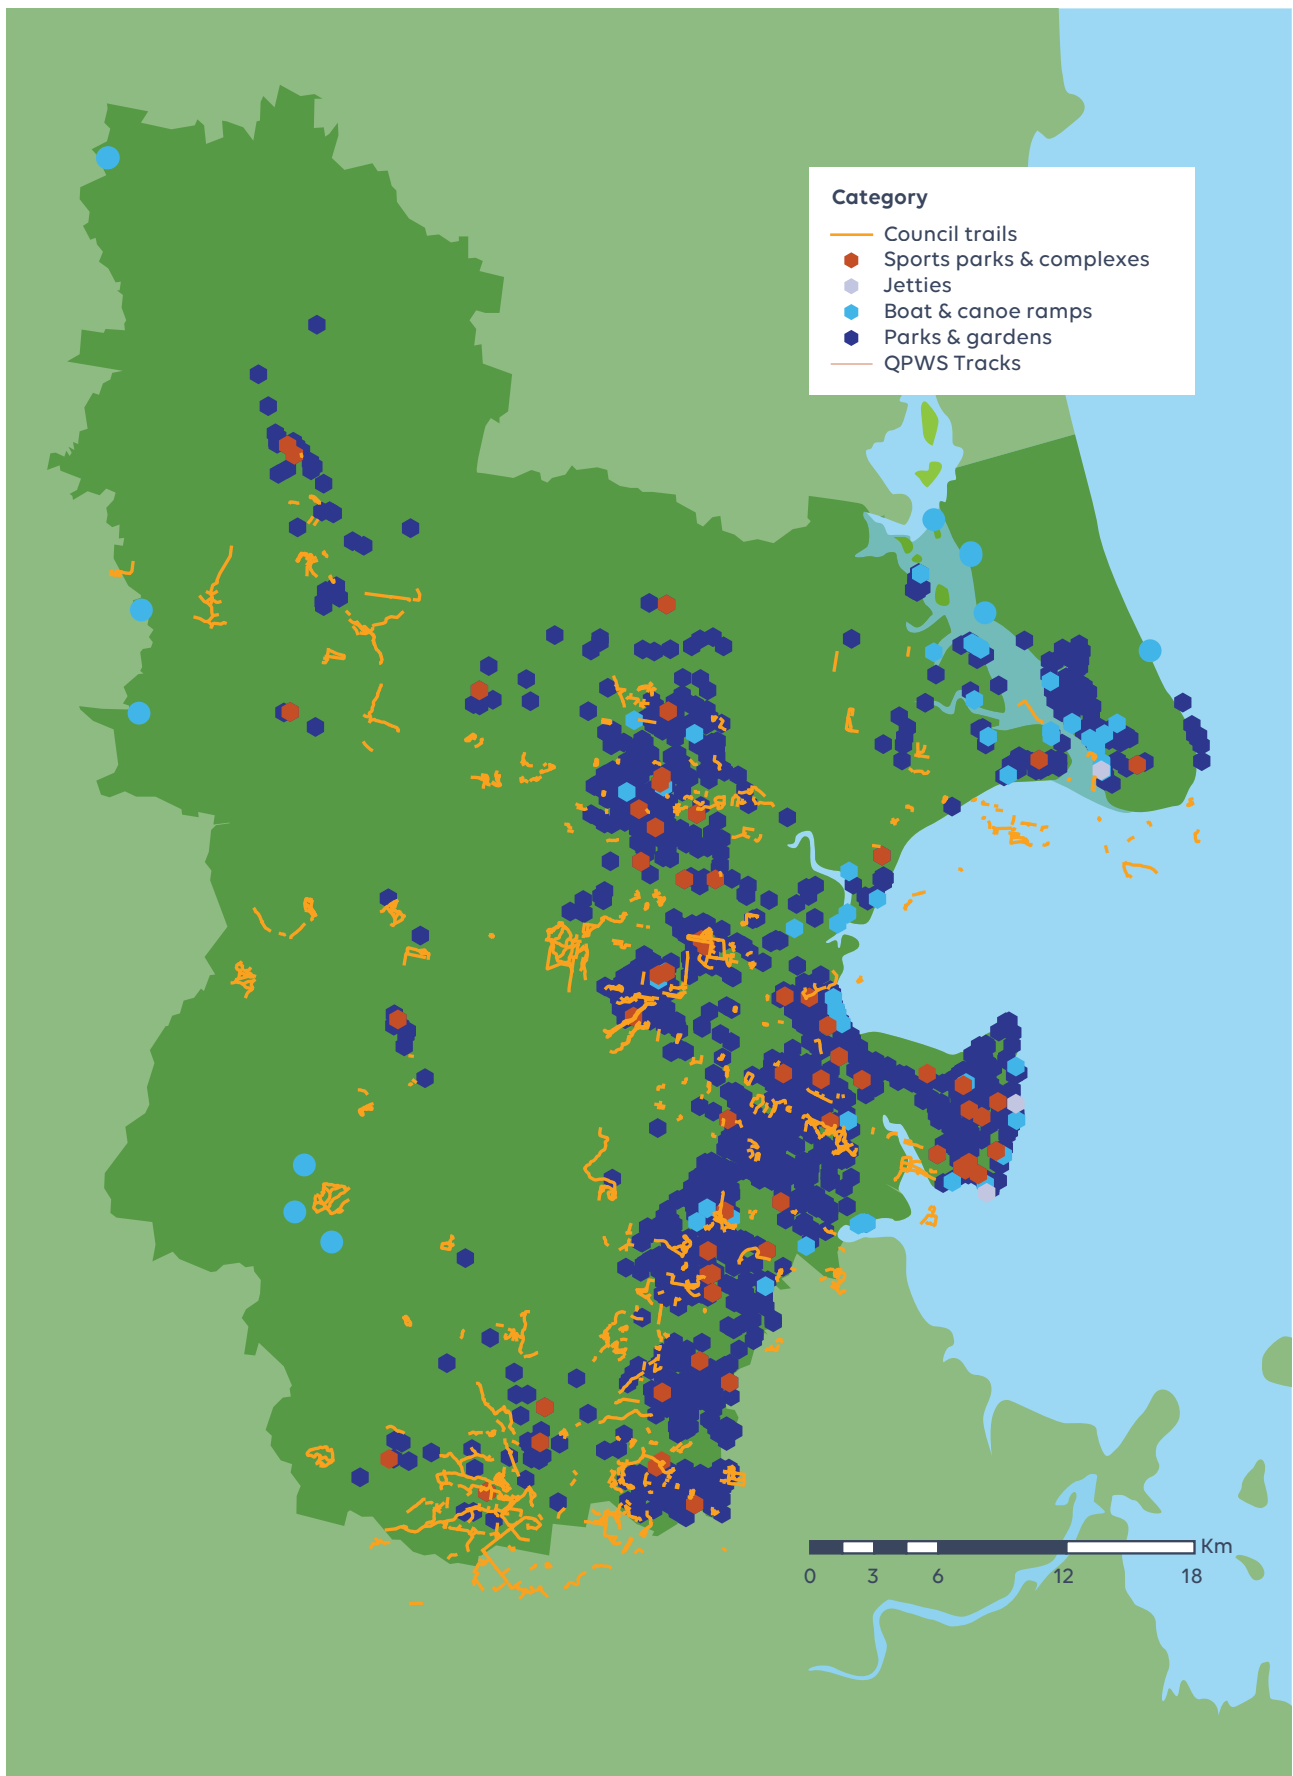 Category
Council trails
Sports parks & complexes
Jetties
Boat & canoe ramps
Parks & gardens
QPWS Tracks
Km
0 3 6 12 18